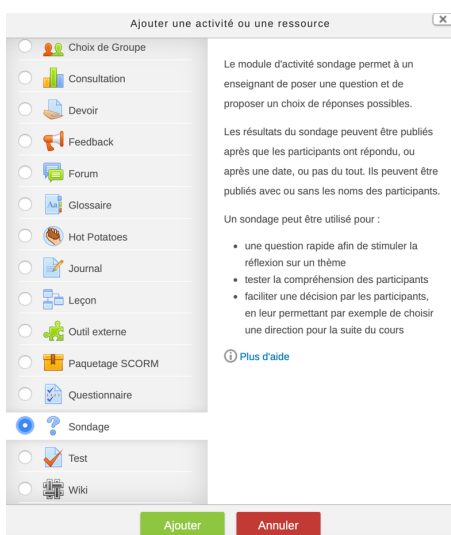 Ajouter une activité ou une ressource
x
Choix de Groupe
Consultation
Devoir
Feedback
Forum
Glossaire
Hot Potatoes
Journal
Leçon
Outil externe
Paquetage SCORM
Questionnaire
Sondage
Test
Wiki
Le module d'activité sondage permet à un
enseignant de poser une question et de
proposer un choix de réponses possibles.
Les résultats du sondage peuvent être publiés
après que les participants ont répondu, ou
après une date, ou pas du tout. Ils peuvent être
publiés avec ou sans les noms des participants.
Un sondage peut être utilisé pour :
• une question rapide afin de stimuler la
réflexion sur un thème
• tester la compréhension des participants
• faciliter une décision par les participants,
en leur permettant par exemple de choisir
une direction pour la suite du cours
i Plus d'aide
Ajouter
Annuler